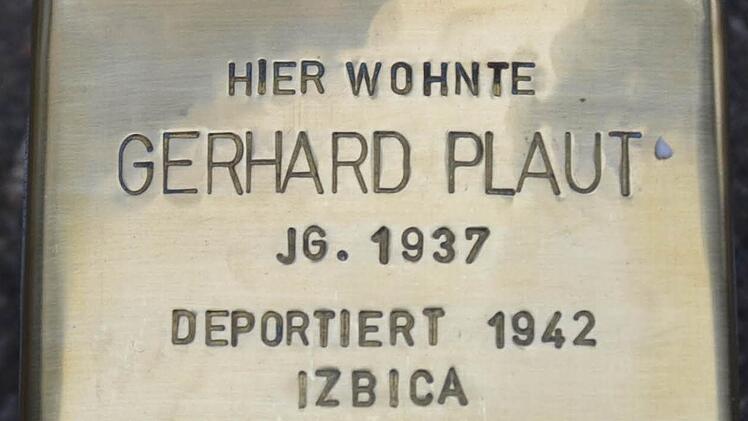 HIER WOHNTE
GERHARD PLAUT
JG. 1937
DEPORTIERT 1942
IZBICA